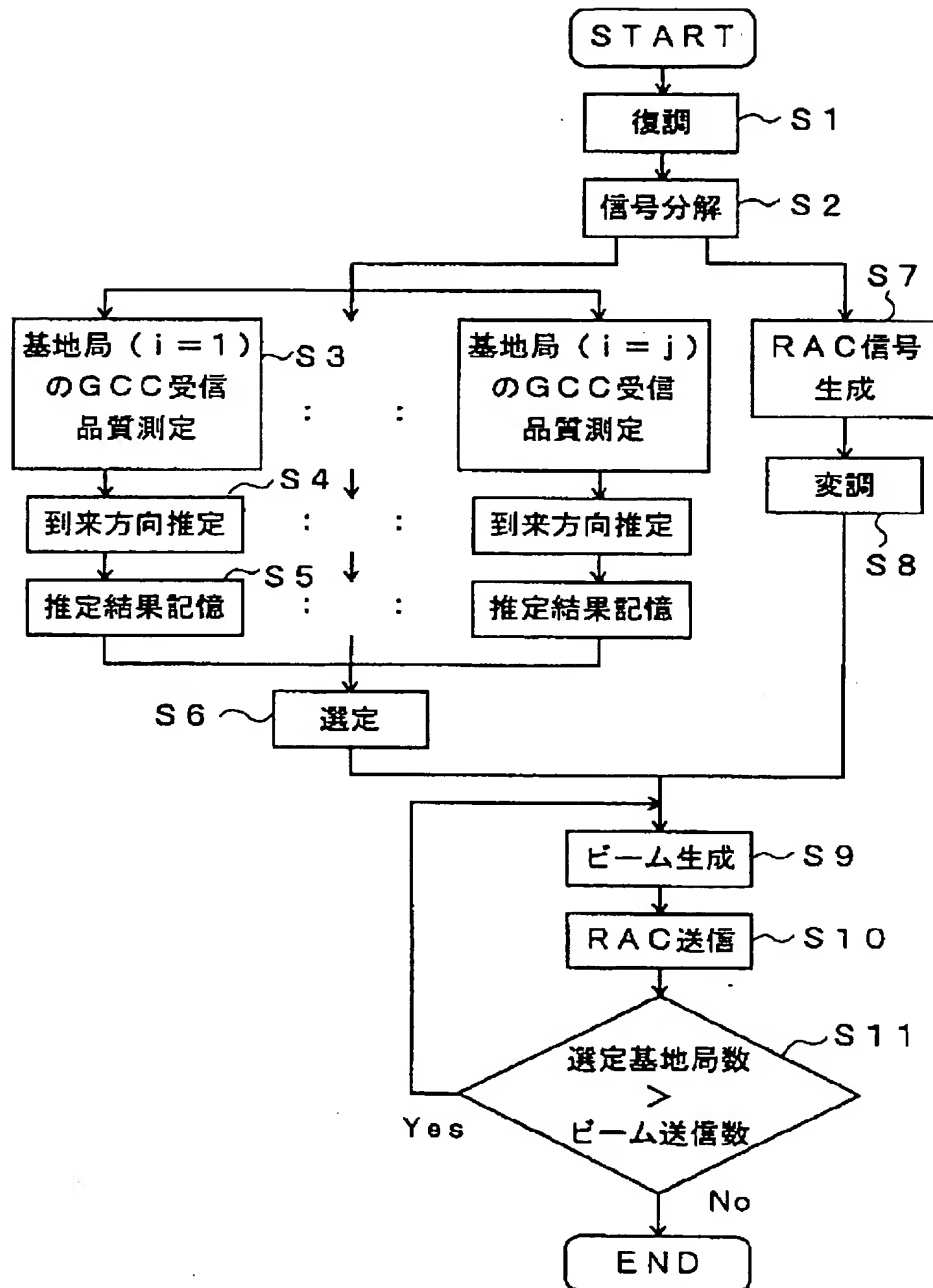 START
復調
S1
信号分解
S2
S7
基地局(i=1)
のGCC受信
品質測定
S3
:
:
基地局(i=j)
のGCC受信
品質測定
RAC信号
生成
S4
到来方向推定
:
:
到来方向推定
変調
S8
S5
推定結果記憶
:
:
推定結果記憶
S6
選定
ビーム生成
S9
RAC送信
S10
選定基地局数
>
ビーム送信数
S11
Yes
No
END